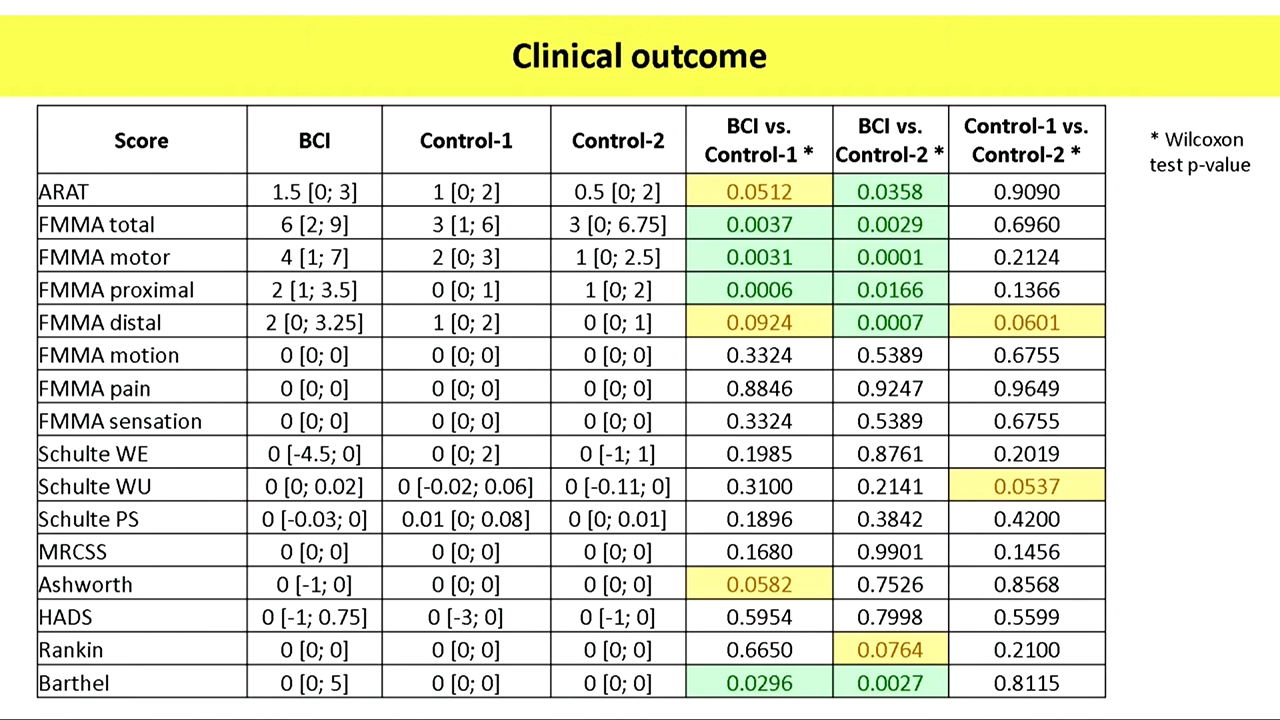 Clinical outcome
Score BCI Control-1 Control-2 BCI vs. Control-1 * BCI vs. Control-2 * Control-1 vs. Control-2 *
* Wilcoxon
test p-value
ARAT 1.5 [0; 3] 1 [0; 2] 0.5 [0; 2] 0.0512 0.0358 0.9090
FMMA total 6 [2; 9] 3 [1; 6] 3 [0; 6.75] 0.0037 0.0029 0.6960
FMMA motor 4 [1; 7] 2 [0; 3] 1 [0; 2.5] 0.0031 0.0001 0.2124
FMMA proximal 2 [1; 3.5] 0 [0; 1] 1 [0; 2] 0.0006 0.0166 0.1366
FMMA distal 2 [0; 3.25] 1 [0; 2] 0 [0; 1] 0.0924 0.0007 0.0601
FMMA motion 0 [0; 0] 0 [0; 0] 0 [0; 0] 0.3324 0.5389 0.6755
FMMA pain 0 [0; 0] 0 [0; 0] 0 [0; 0] 0.8846 0.9247 0.9649
FMMA sensation 0 [0; 0] 0 [0; 0] 0 [0; 0] 0.3324 0.5389 0.6755
Schulte WE 0 [-4.5; 0] 0 [0; 2] 0 [-1; 1] 0.1985 0.8761 0.2019
Schulte WU 0 [0; 0.02] 0 [-0.02; 0.06] 0 [-0.11; 0] 0.3100 0.2141 0.0537
Schulte PS 0 [-0.03; 0] 0.01 [0; 0.08] 0 [0; 0.01] 0.1896 0.3842 0.4200
MRCSS 0 [0; 0] 0 [0; 0] 0 [0; 0] 0.1680 0.9901 0.1456
Ashworth 0 [-1; 0] 0 [0; 0] 0 [0; 0] 0.0582 0.7526 0.8568
HADS 0 [-1; 0.75] 0 [-3; 0] 0 [-1; 0] 0.5954 0.7998 0.5599
Rankin 0 [0; 0] 0 [0; 0] 0 [0; 0] 0.6650 0.0764 0.2100
Barthel 0 [0; 5] 0 [0; 0] 0 [0; 0] 0.0296 0.0027 0.8115